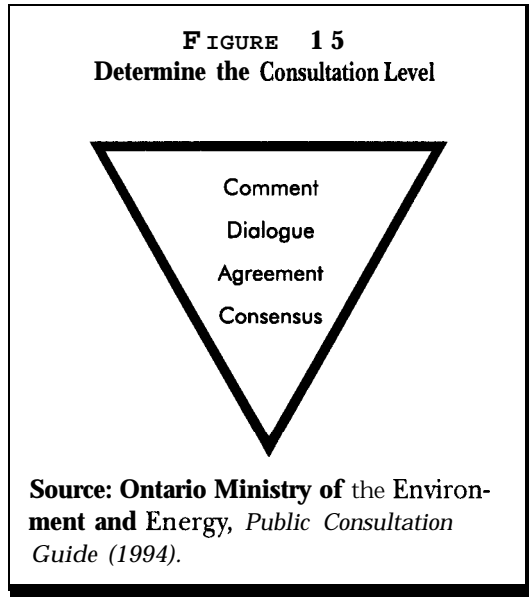 FIGURE 15
Determine the Consultation Level
Comment
Dialogue
Agreement
Consensus
Source: Ontario Ministry of the Environ-
ment and Energy, Public Consultation
Guide (1994).